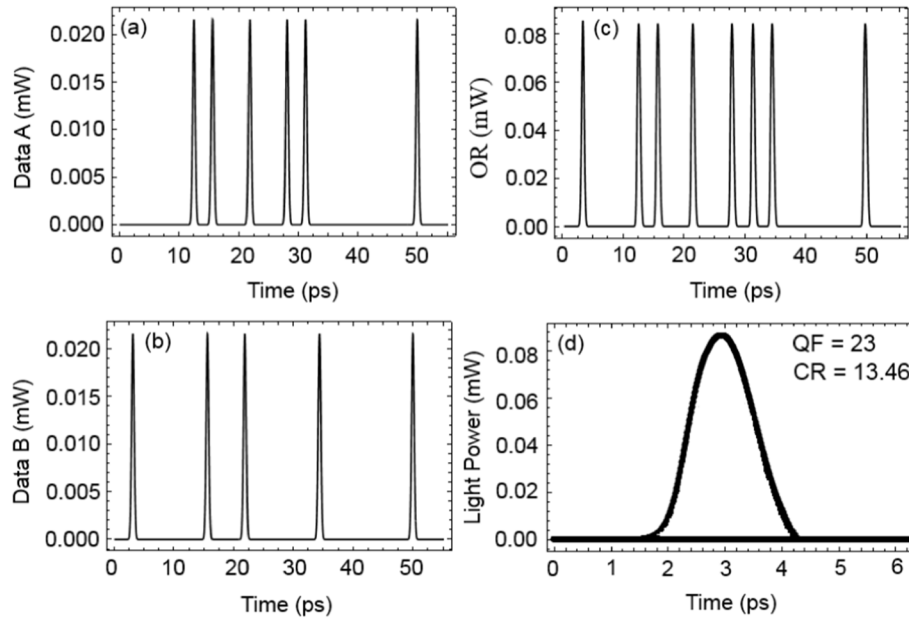 (a)
Data A (mW)
0.020
0.015
0.010
0.005
0.000
0 10 20 30 40 50
Time (ps)
(c)
OR (mW)
0.08
0.06
0.04
0.02
0.00
0 10 20 30 40 50
Time (ps)
(b)
Data B (mW)
0.020
0.015
0.010
0.005
0.000
0 10 20 30 40 50
Time (ps)
(d)
QF = 23
CR = 13.46
Light Power (mW)
0.08
0.06
0.04
0.02
0.00
0 1 2 3 4 5 6
Time (ps)